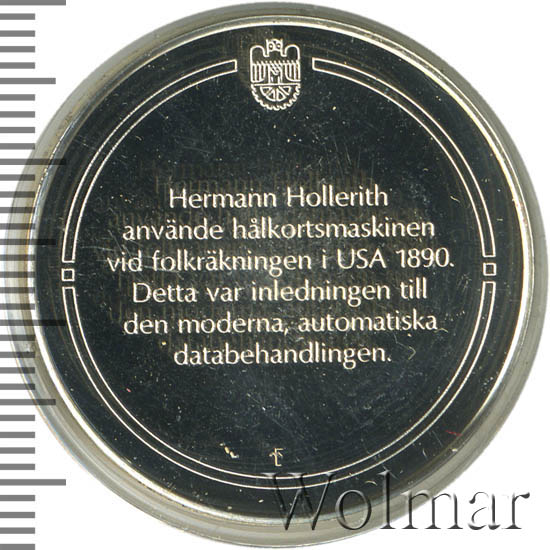 Hermann Hollerith
använde hålkortsmaskinen
vid folkräkningen i USA 1890.
Detta var inledningen till
den moderna, automatiska
databehandlingen.
Wolmar